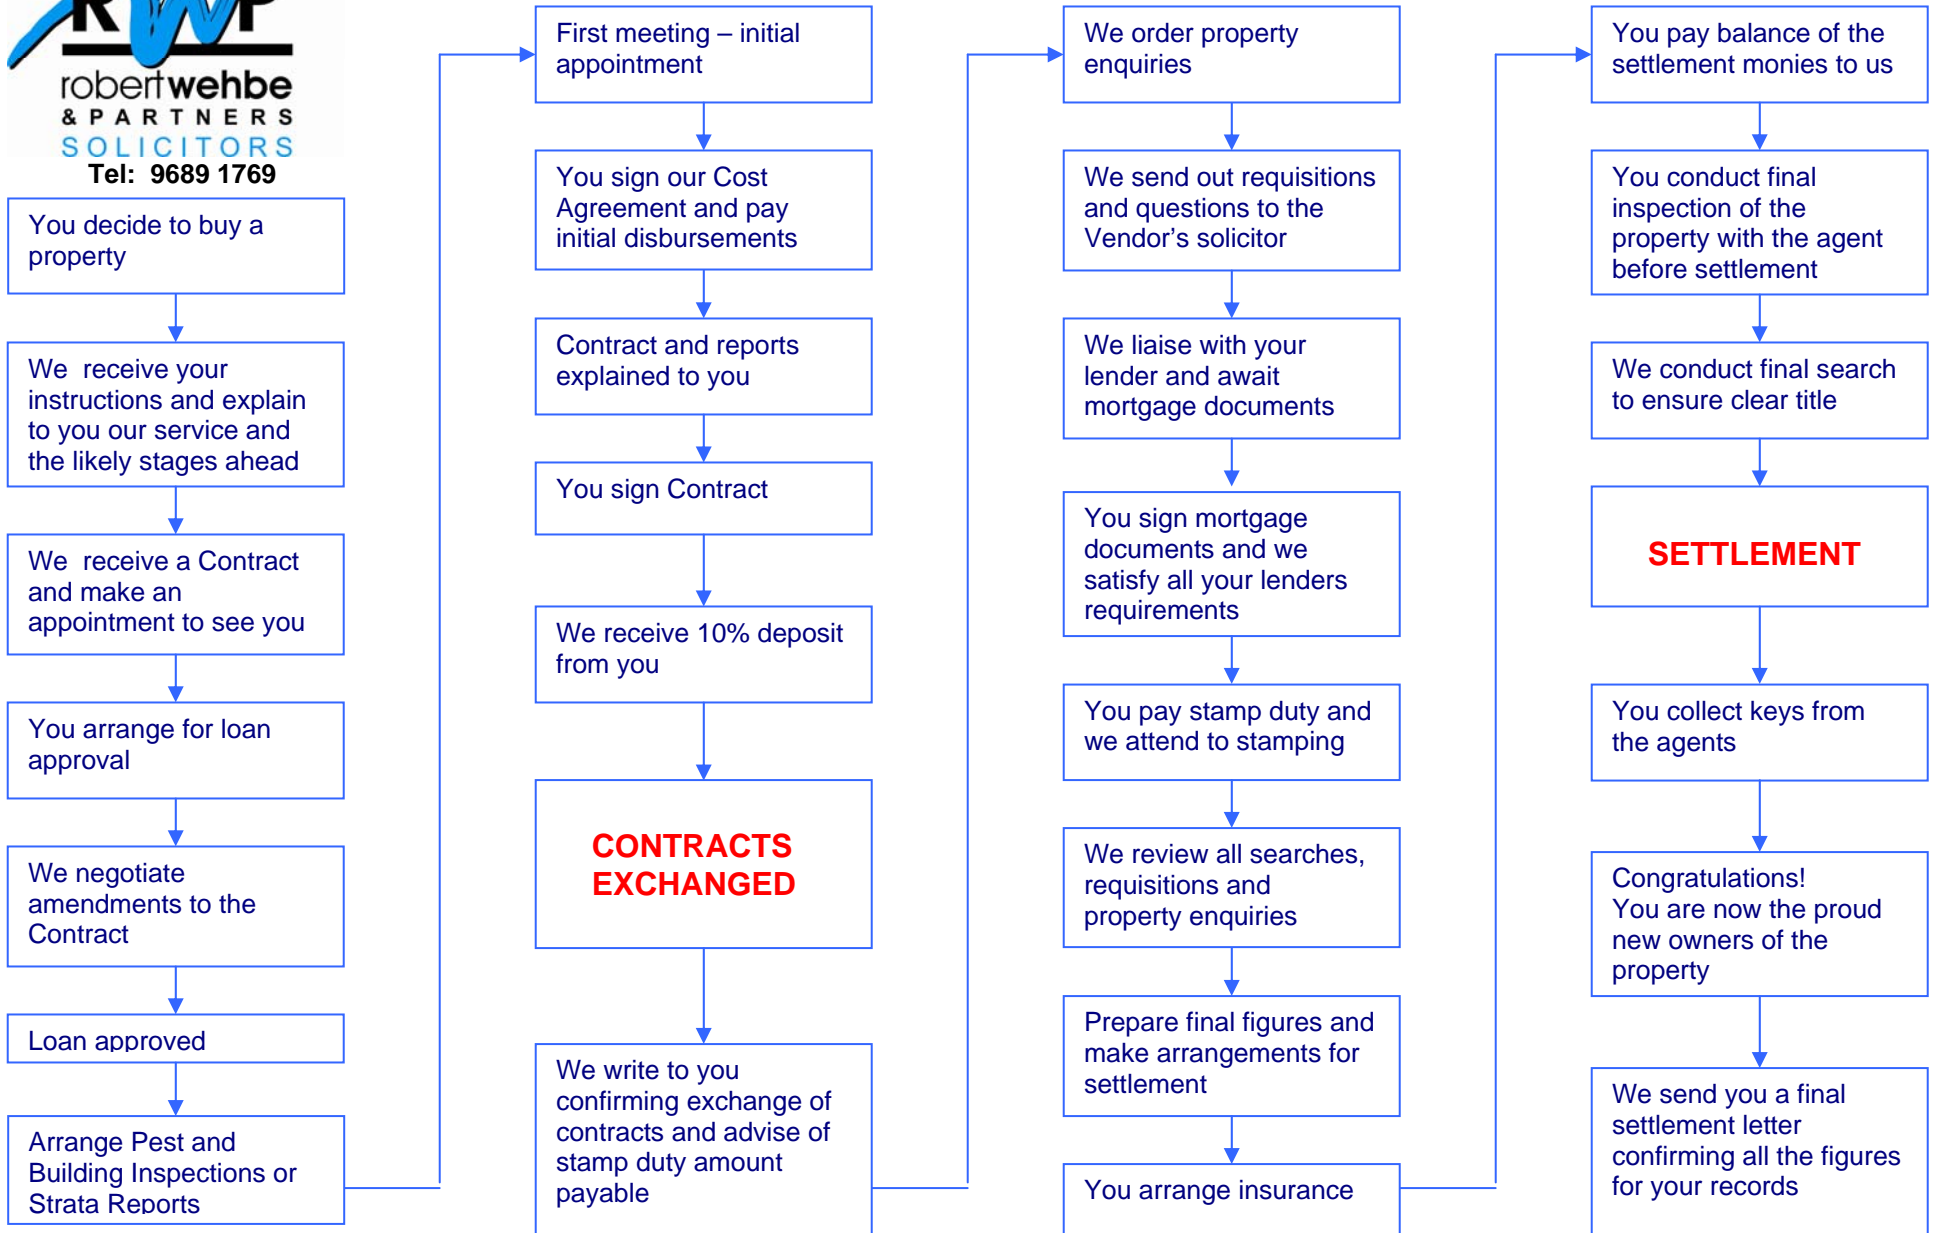 RWP
robertwehbe
& PARTNERS
SOLICITORS
Tel: 9689 1769
You decide to buy a
property
We receive your
instructions and explain
to you our service and
the likely stages ahead
We receive a Contract
and make an
appointment to see you
You arrange for loan
approval
We negotiate
amendments to the
Contract
Loan approved
Arrange Pest and
Building Inspections or
Strata Reports
First meeting – initial
appointment
You sign our Cost
Agreement and pay
initial disbursements
Contract and reports
explained to you
You sign Contract
We receive 10% deposit
from you
CONTRACTS
EXCHANGED
We write to you
confirming exchange of
contracts and advise of
stamp duty amount
payable
We order property
enquiries
We send out requisitions
and questions to the
Vendor’s solicitor
We liaise with your
lender and await
mortgage documents
You sign mortgage
documents and we
satisfy all your lenders
requirements
You pay stamp duty and
we attend to stamping
We review all searches,
requisitions and
property enquiries
Prepare final figures and
make arrangements for
settlement
You arrange insurance
You pay balance of the
settlement monies to us
You conduct final
inspection of the
property with the agent
before settlement
We conduct final search
to ensure clear title
SETTLEMENT
You collect keys from
the agents
Congratulations!
You are now the proud
new owners of the
property
We send you a final
settlement letter
confirming all the figures
for your records